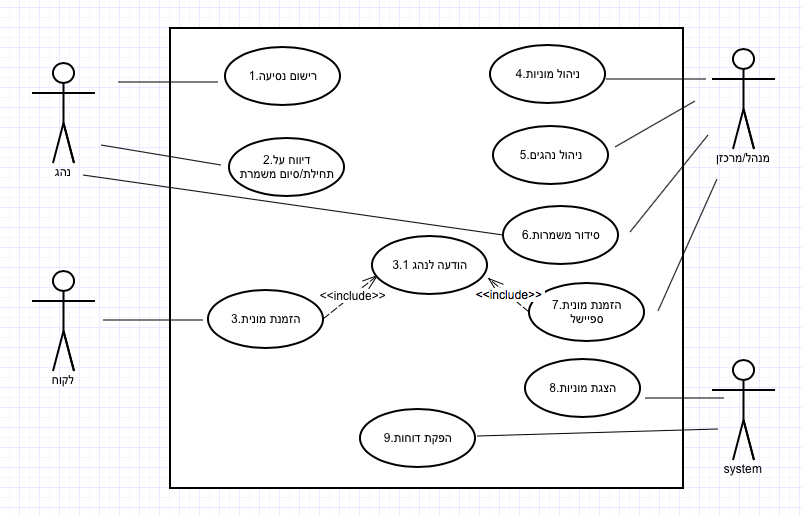 1.רישום נסיעה
4.ניהול מוניות
נהג
2.דיווח על
תחילת/סיום משמרת
5.ניהול נהגים
מנהל/מרכזן
6.סידור משמרות
3.1 הודעה לנהג
<<include>>
<<include>>
3.הזמנת מונית
7.הזמנת מונית
ספיישל
לקוח
8.הצגת מוניות
9.הפקת דוחות
system